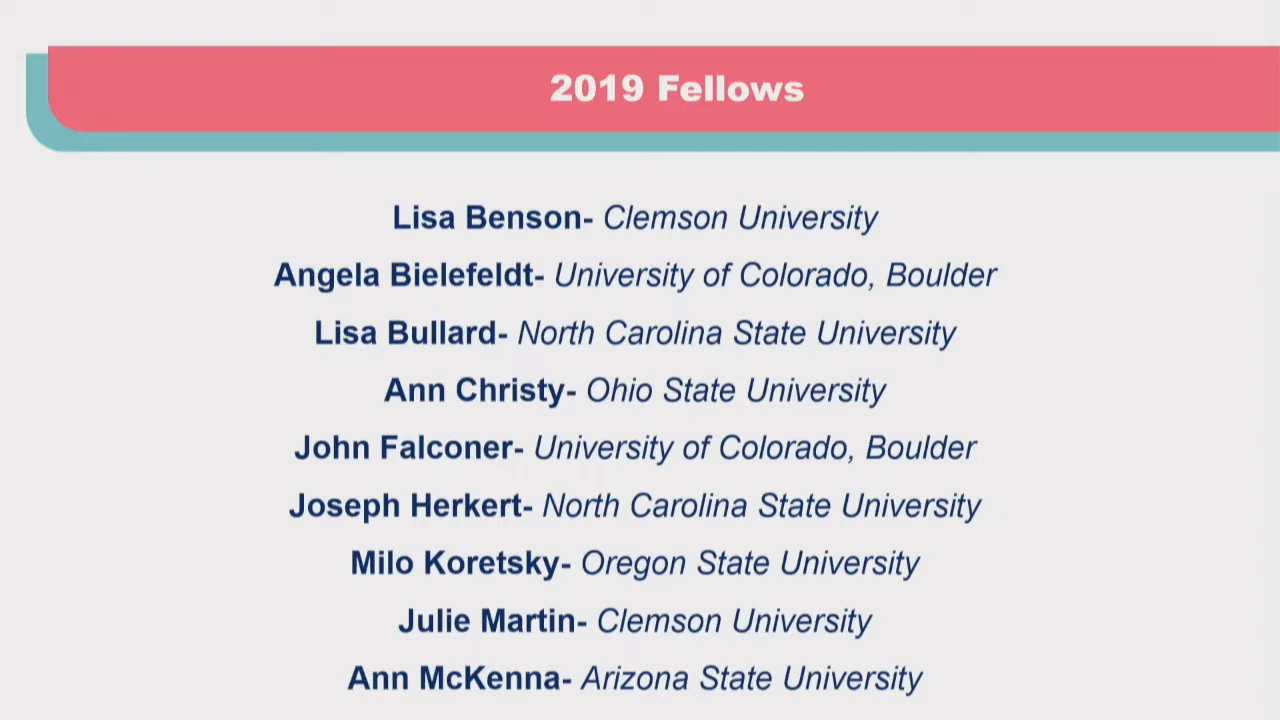 2019 Fellows
Lisa Benson- Clemson University
Angela Bielefeldt- University of Colorado, Boulder
Lisa Bullard- North Carolina State University
Ann Christy- Ohio State University
John Falconer- University of Colorado, Boulder
Joseph Herkert- North Carolina State University
Milo Koretsky- Oregon State University
Julie Martin- Clemson University
Ann McKenna- Arizona State University